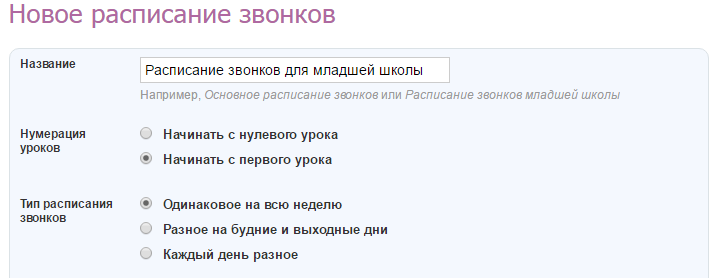 Новое расписание звонков
Название
Расписание звонков для младшей школы
Например, Основное расписание звонков или Расписание звонков младшей школы
Нумерация
уроков
Начинать с нулевого урока
Начинать с первого урока
Тип расписания
звонков
Одинаковое на всю неделю
Разное на будние и выходные дни
Каждый день разное